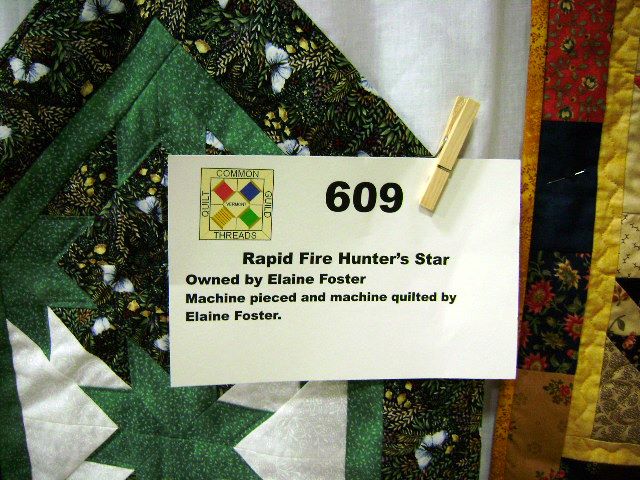 COMMON
QUILT
VERMONT
GUILD
THREADS
609
Rapid Fire Hunter's Star
Owned by Elaine Foster
Machine pieced and machine quilted by
Elaine Foster.